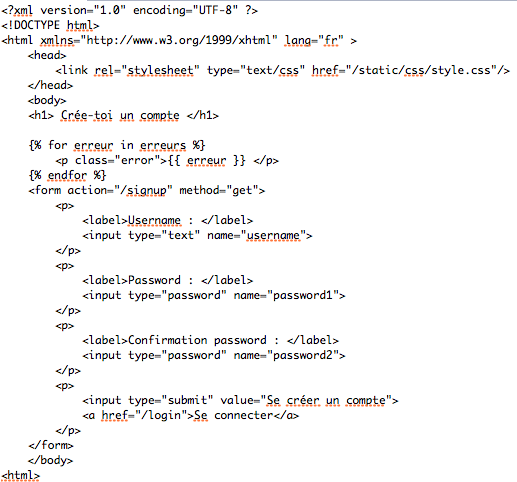 <?xml version="1.0" encoding="UTF-8" ?>
<!DOCTYPE html>
<html xmlns="http://www.w3.org/1999/xhtml" lang="fr" >
    <head>
        <link rel="stylesheet" type="text/css" href="/static/css/style.css"/>
    </head>
    <body>
    <h1> Crée-toi un compte </h1>

    {% for erreur in erreurs %}
        <p class="error">{{ erreur }} </p>
    {% endfor %}
    <form action="/signup" method="get">
        <p>
            <label>Username : </label>
            <input type="text" name="username">
        </p>
        <p>
            <label>Password : </label>
            <input type="password" name="password1">
        </p>
        <p>
            <label>Confirmation password : </label>
            <input type="password" name="password2">
        </p>
        <p>
            <input type="submit" value="Se créer un compte">
            <a href="/login">Se connecter</a>
        </p>
    </form>
    </body>
<html>